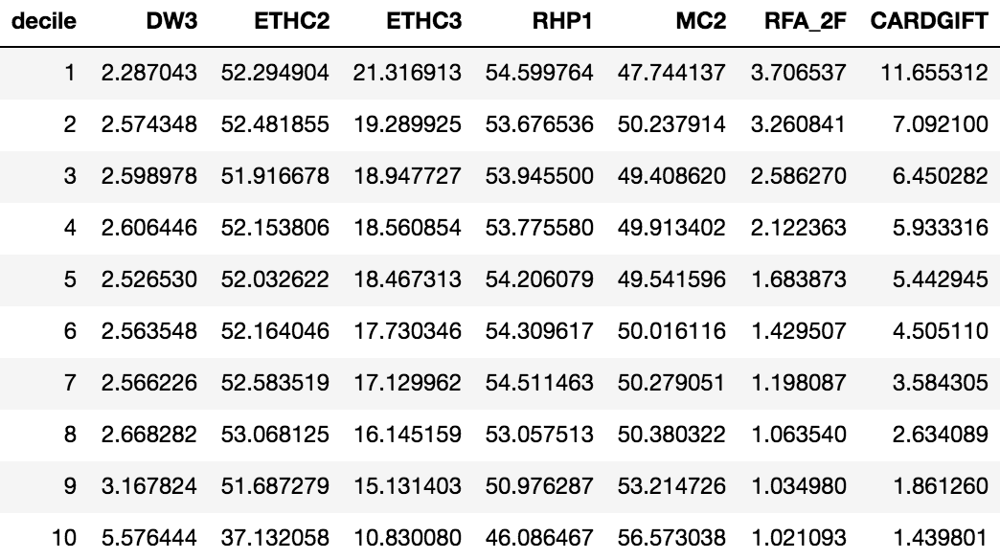 decile DW3 ETHC2 ETHC3 RHP1 MC2 RFA_2F CARDGIFT
1 2.287043 52.294904 21.316913 54.599764 47.744137 3.706537 11.655312
2 2.574348 52.481855 19.289925 53.676536 50.237914 3.260841 7.092100
3 2.598978 51.916678 18.947727 53.945500 49.408620 2.586270 6.450282
4 2.606446 52.153806 18.560854 53.775580 49.913402 2.122363 5.933316
5 2.526530 52.032622 18.467313 54.206079 49.541596 1.683873 5.442945
6 2.563548 52.164046 17.730346 54.309617 50.016116 1.429507 4.505110
7 2.566226 52.583519 17.129962 54.511463 50.279051 1.198087 3.584305
8 2.668282 53.068125 16.145159 53.057513 50.380322 1.063540 2.634089
9 3.167824 51.687279 15.131403 50.976287 53.214726 1.034980 1.861260
10 5.576444 37.132058 10.830080 46.086467 56.573038 1.021093 1.439801